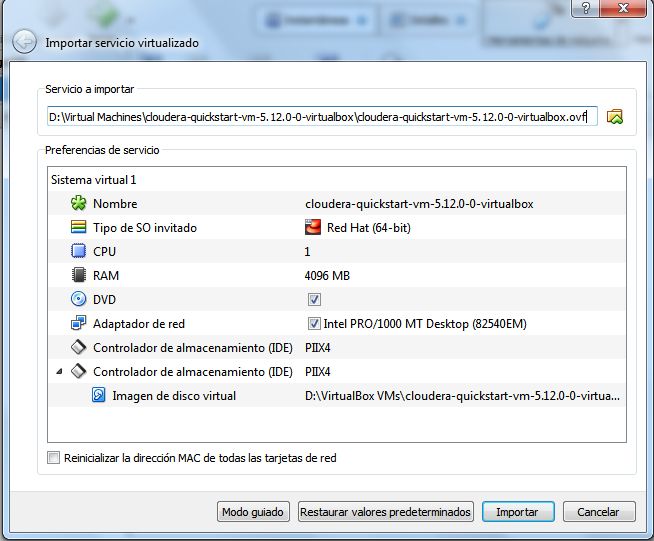 Importar servicio virtualizado
Servicio a importar
D:\Virtual Machines\cloudera-quickstart-vm-5.12.0-0-virtualbox\cloudera-quickstart-vm-5.12.0-0-virtualbox.ovf
Preferencias de servicio
Sistema virtual 1
Nombre cloudera-quickstart-vm-5.12.0-0-virtualbox
Tipo de SO invitado Red Hat (64-bit)
CPU 1
RAM 4096 MB
DVD
Adaptador de red Intel PRO/1000 MT Desktop (82540EM)
Controlador de almacenamiento (IDE) PIIX4
Controlador de almacenamiento (IDE) PIIX4
Imagen de disco virtual D:\VirtualBox VMs\cloudera-quickstart-vm-5.12.0-0-virtua...
Reinicializar la dirección MAC de todas las tarjetas de red
Modo guiado Restaurar valores predeterminados Importar Cancelar